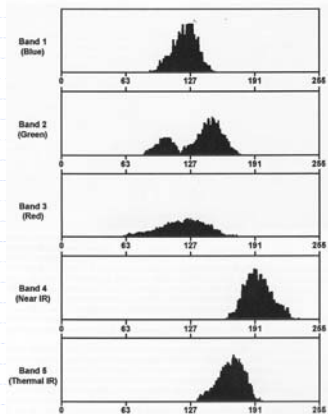 Band 1
(Blue)
0 63 127 191 255
Band 2
(Green)
0 63 127 191 255
Band 3
(Red)
0 63 127 191 255
Band 4
(Near IR)
0 63 127 191 255
Band 5
(Thermal IR)
0 63 127 191 255